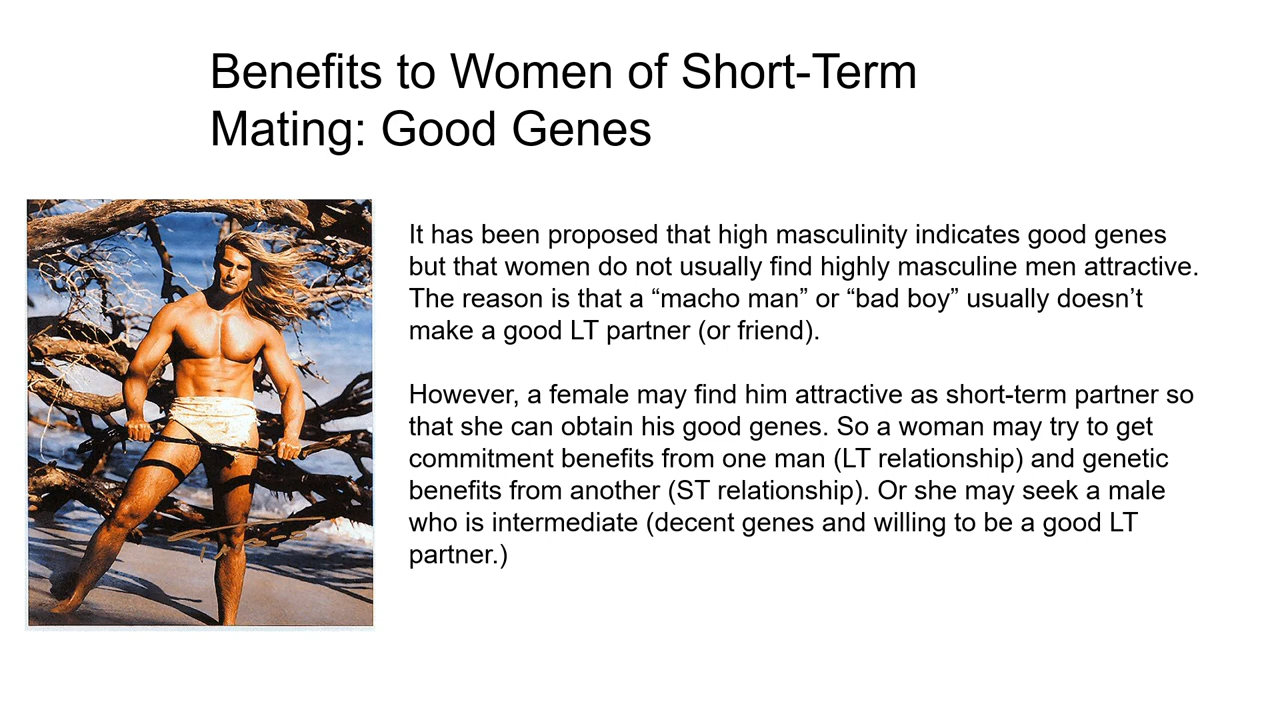 Benefits to Women of Short-Term
Mating: Good Genes
It has been proposed that high masculinity indicates good genes
but that women do not usually find highly masculine men attractive.
The reason is that a “macho man” or “bad boy” usually doesn’t
make a good LT partner (or friend).
However, a female may find him attractive as short-term partner so
that she can obtain his good genes. So a woman may try to get
commitment benefits from one man (LT relationship) and genetic
benefits from another (ST relationship). Or she may seek a male
who is intermediate (decent genes and willing to be a good LT
partner.)